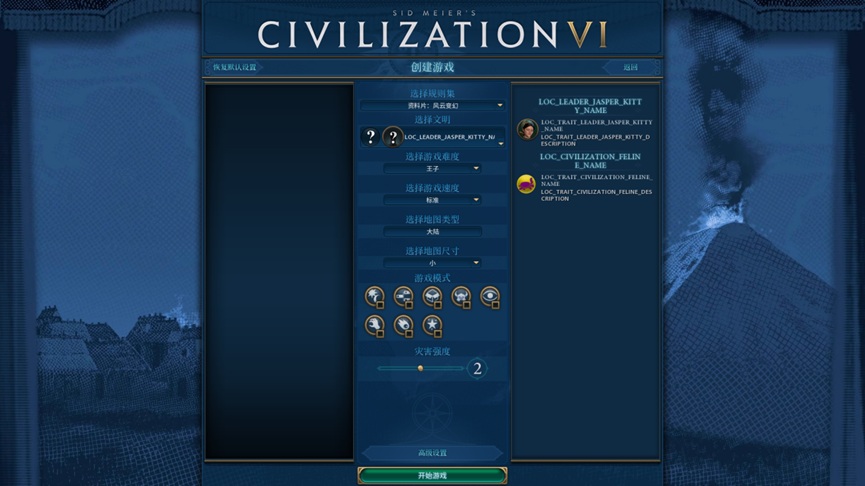 SID MEIER'S
CIVILIZATION VI
恢复默认设置
创建游戏
返回
选择规则集
资料片：风云变幻
选择文明
? ? LOC_LEADER_JASPER_KITTY_NA
选择游戏难度
王子
选择游戏速度
标准
选择地图类型
大陆
选择地图尺寸
小
游戏模式
灾害强度
2
高级设置
开始游戏
LOC_LEADER_JASPER_KITT
Y_NAME
LOC_TRAIT_LEADER_JASPER_KITTY
_NAME
LOC_TRAIT_LEADER_JASPER_KITTY_D
ESCRIPTION
LOC_CIVILIZATION_FELIN
E_NAME
LOC_TRAIT_CIVILIZATION_FELINE_
NAME
LOC_TRAIT_CIVILIZATION_FELINE_DES
CRIPTION